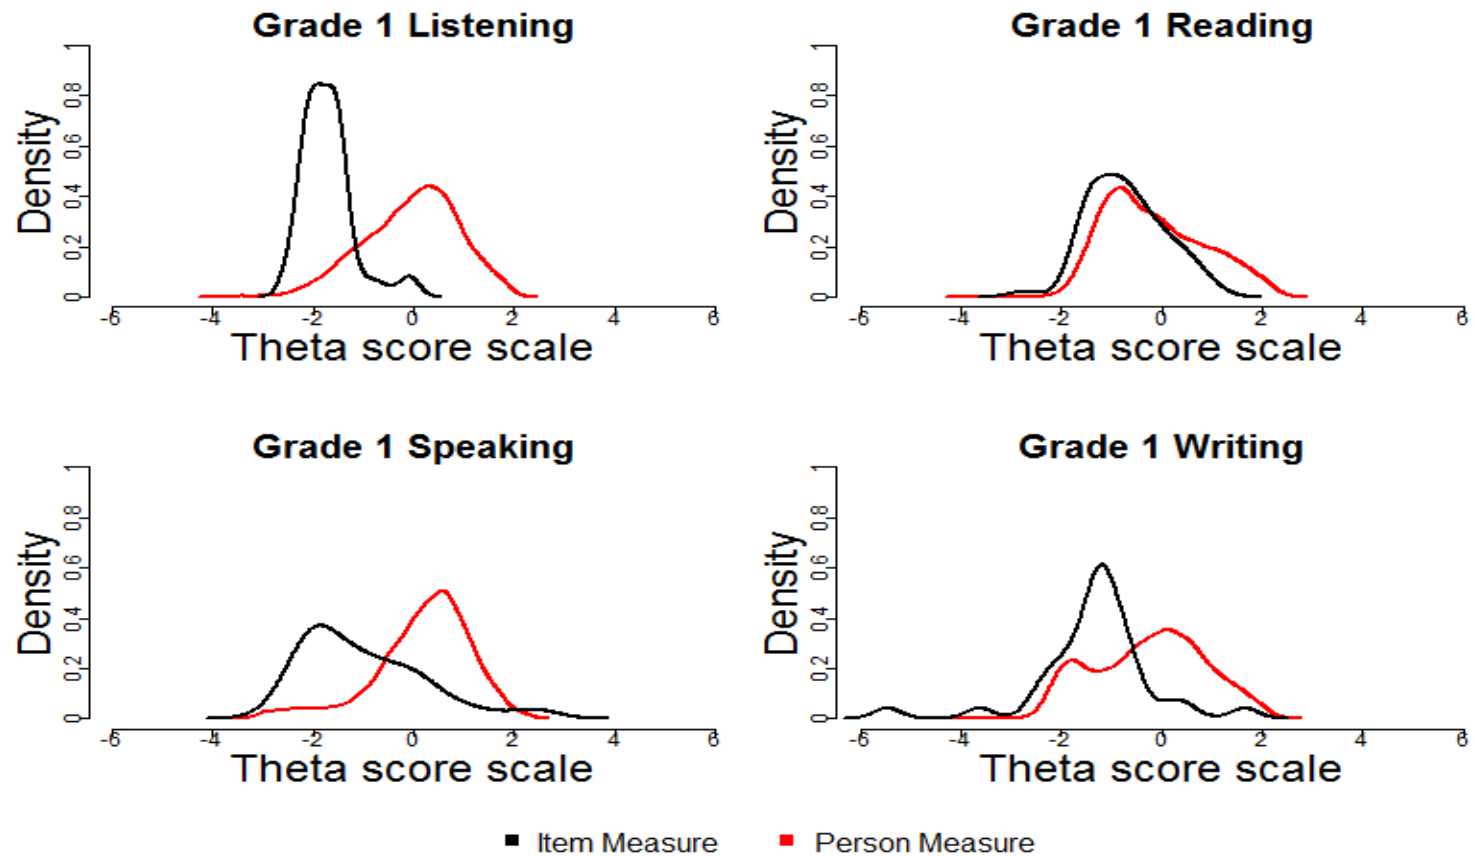 Grade 1 Listening
Density
0 0.2 0.4 0.6 0.8 1
-6 -4 -2 0 2 4 6
Theta score scale
Grade 1 Reading
Density
0 0.2 0.4 0.6 0.8 1
-6 -4 -2 0 2 4 6
Theta score scale
Grade 1 Speaking
Density
0 0.2 0.4 0.6 0.8 1
-6 -4 -2 0 2 4 6
Theta score scale
Grade 1 Writing
Density
0 0.2 0.4 0.6 0.8 1
-6 -4 -2 0 2 4 6
Theta score scale
Item Measure Person Measure